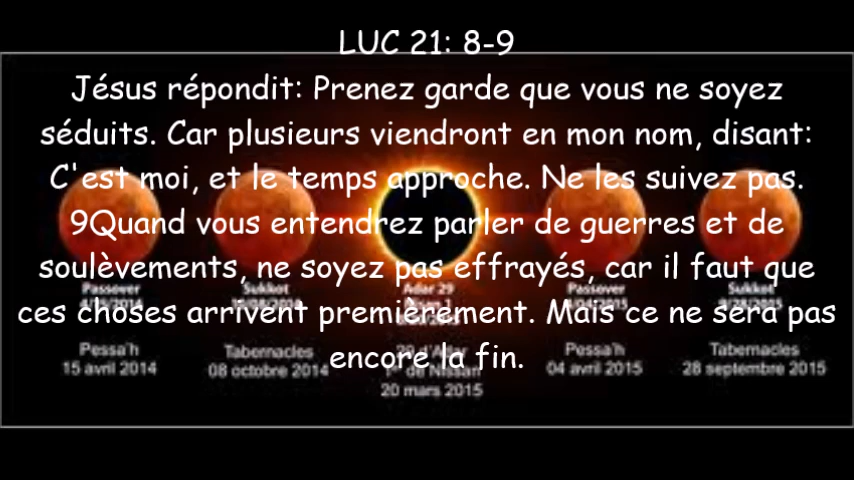 LUC 21: 8-9
Jésus répondit: Prenez garde que vous ne soyez
séduits. Car plusieurs viendront en mon nom, disant:
C'est moi, et le temps approche. Ne les suivez pas.
9Quand vous entendrez parler de guerres et de
soulèvements, ne soyez pas effrayés, car il faut que
ces choses arrivent premièrement. Mais ce ne sera pas
encore la fin.
Passover
Sukkot
Adar 29
Passover
Sukkot
Pessa'h
15 avril 2014
Tabernacles
08 octobre 2014
de Nissan
20 mars 2015
Pessa'h
04 avril 2015
Tabernacles
28 septembre 2015